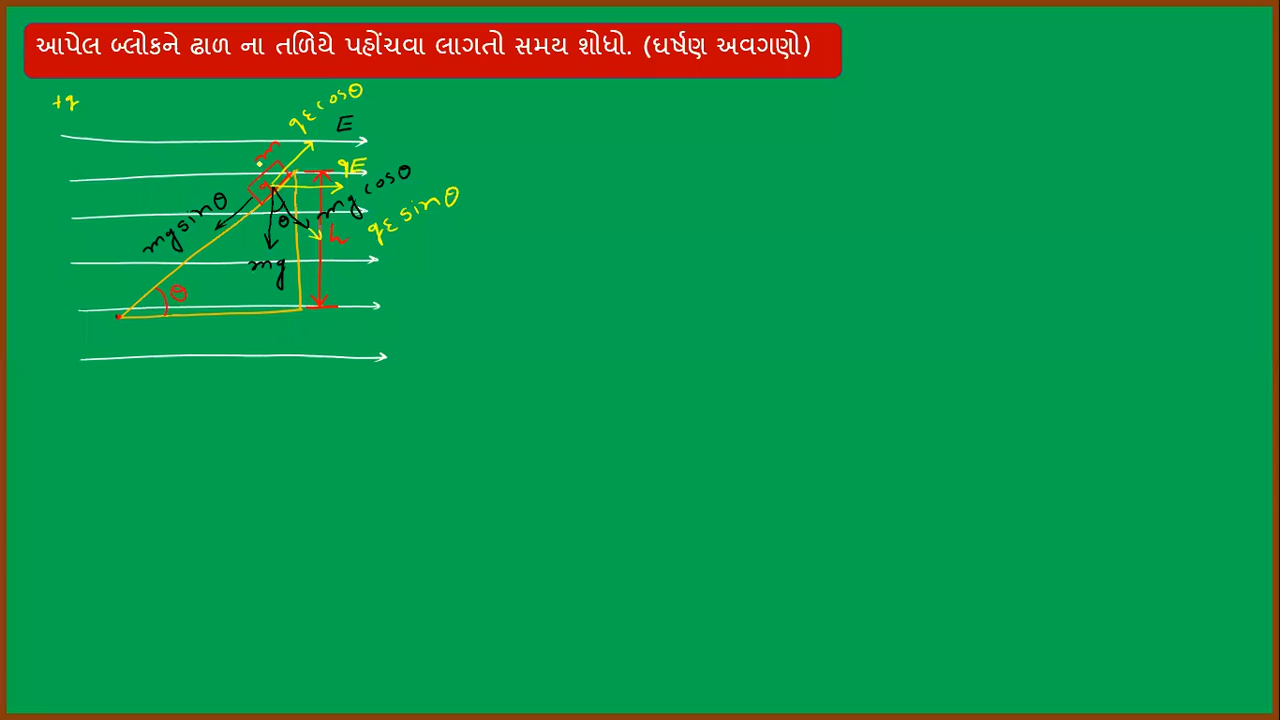 આપેલ બ્લોકને ઢાળ ના તળિયે પહોંચવા લાગતો સમય શોધો. (ઘર્ષણ અવગણો)
+q
qE cosθ
E
m
qE
mg cosθ
mg sinθ
qE sinθ
θ
h
mg
θ